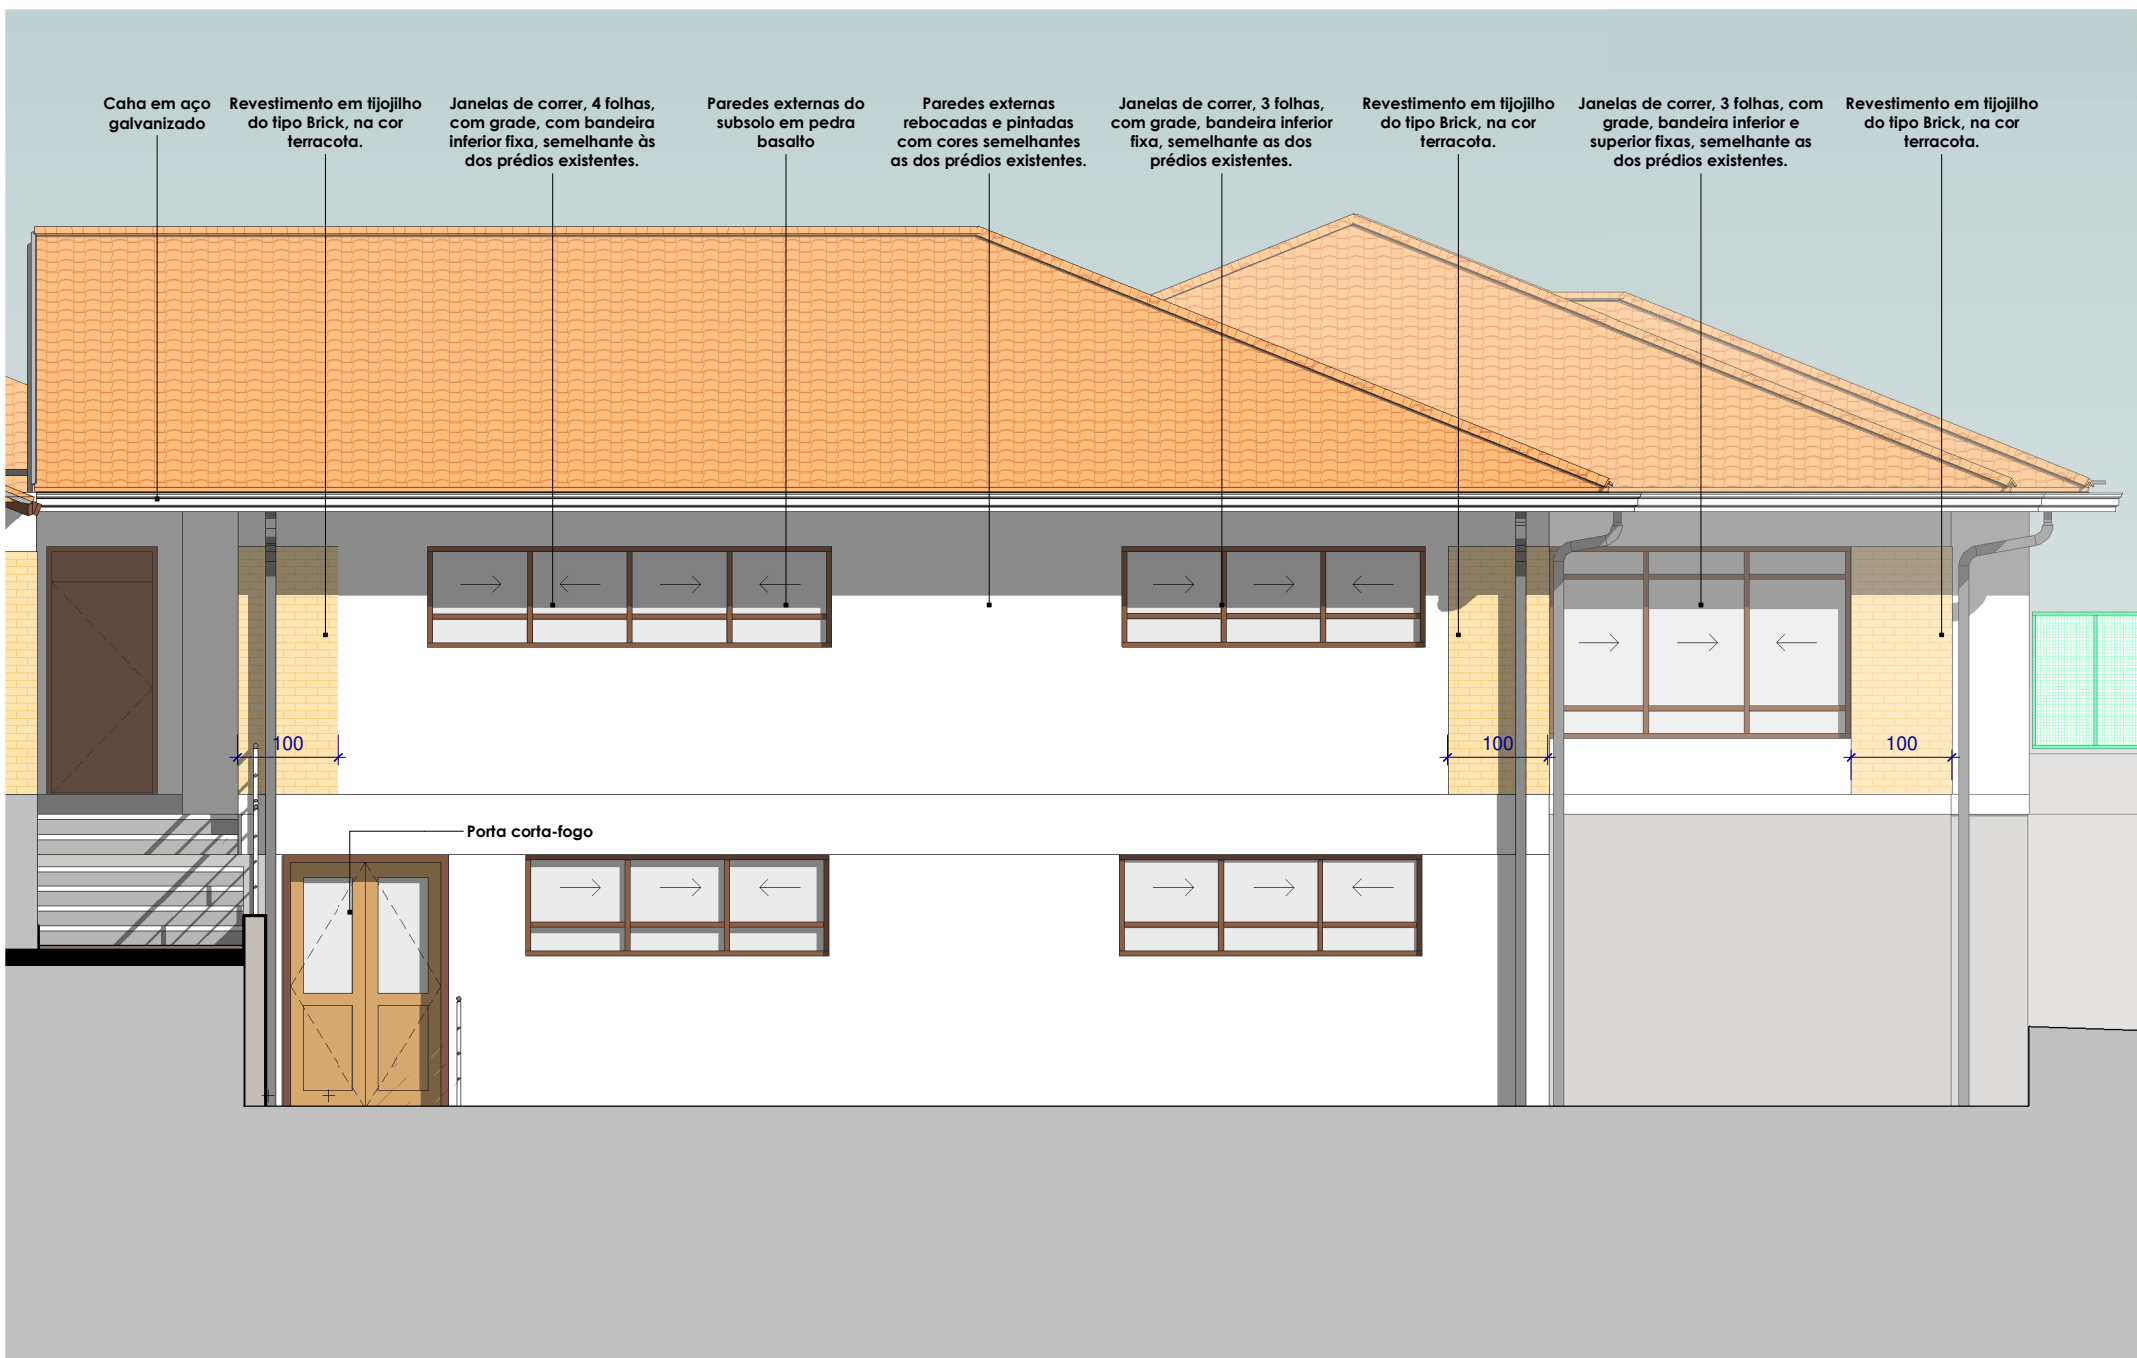 Caha em aço
galvanizado
Revestimento em tijojilho
do tipo Brick, na cor
terracota.
Janelas de correr, 4 folhas,
com grade, com bandeira
inferior fixa, semelhante às
dos prédios existentes.
Paredes externas do
subsolo em pedra
basalto
Paredes externas
rebocadas e pintadas
com cores semelhantes
as dos prédios existentes.
Janelas de correr, 3 folhas,
com grade, bandeira inferior
fixa, semelhante as dos
prédios existentes.
Revestimento em tijojilho
do tipo Brick, na cor
terracota.
Janelas de correr, 3 folhas, com
grade, bandeira inferior e
superior fixas, semelhante as
dos prédios existentes.
Revestimento em tijojilho
do tipo Brick, na cor
terracota.
100
100
100
Porta corta-fogo